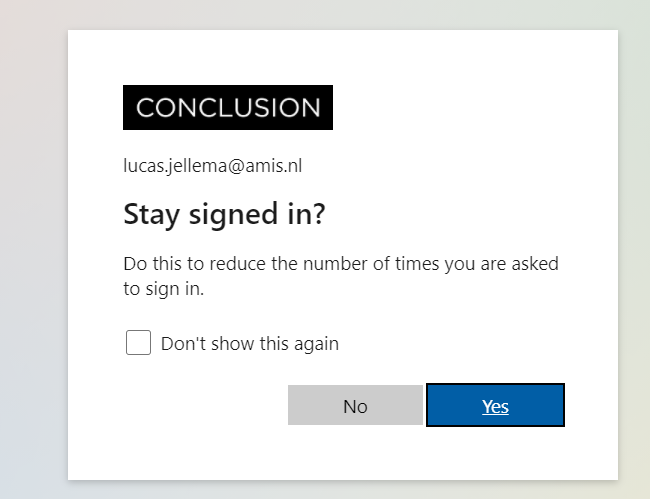 CONCLUSION
lucas.jellema@amis.nl
Stay signed in?
Do this to reduce the number of times you are asked
to sign in.
Don't show this again
No
Yes